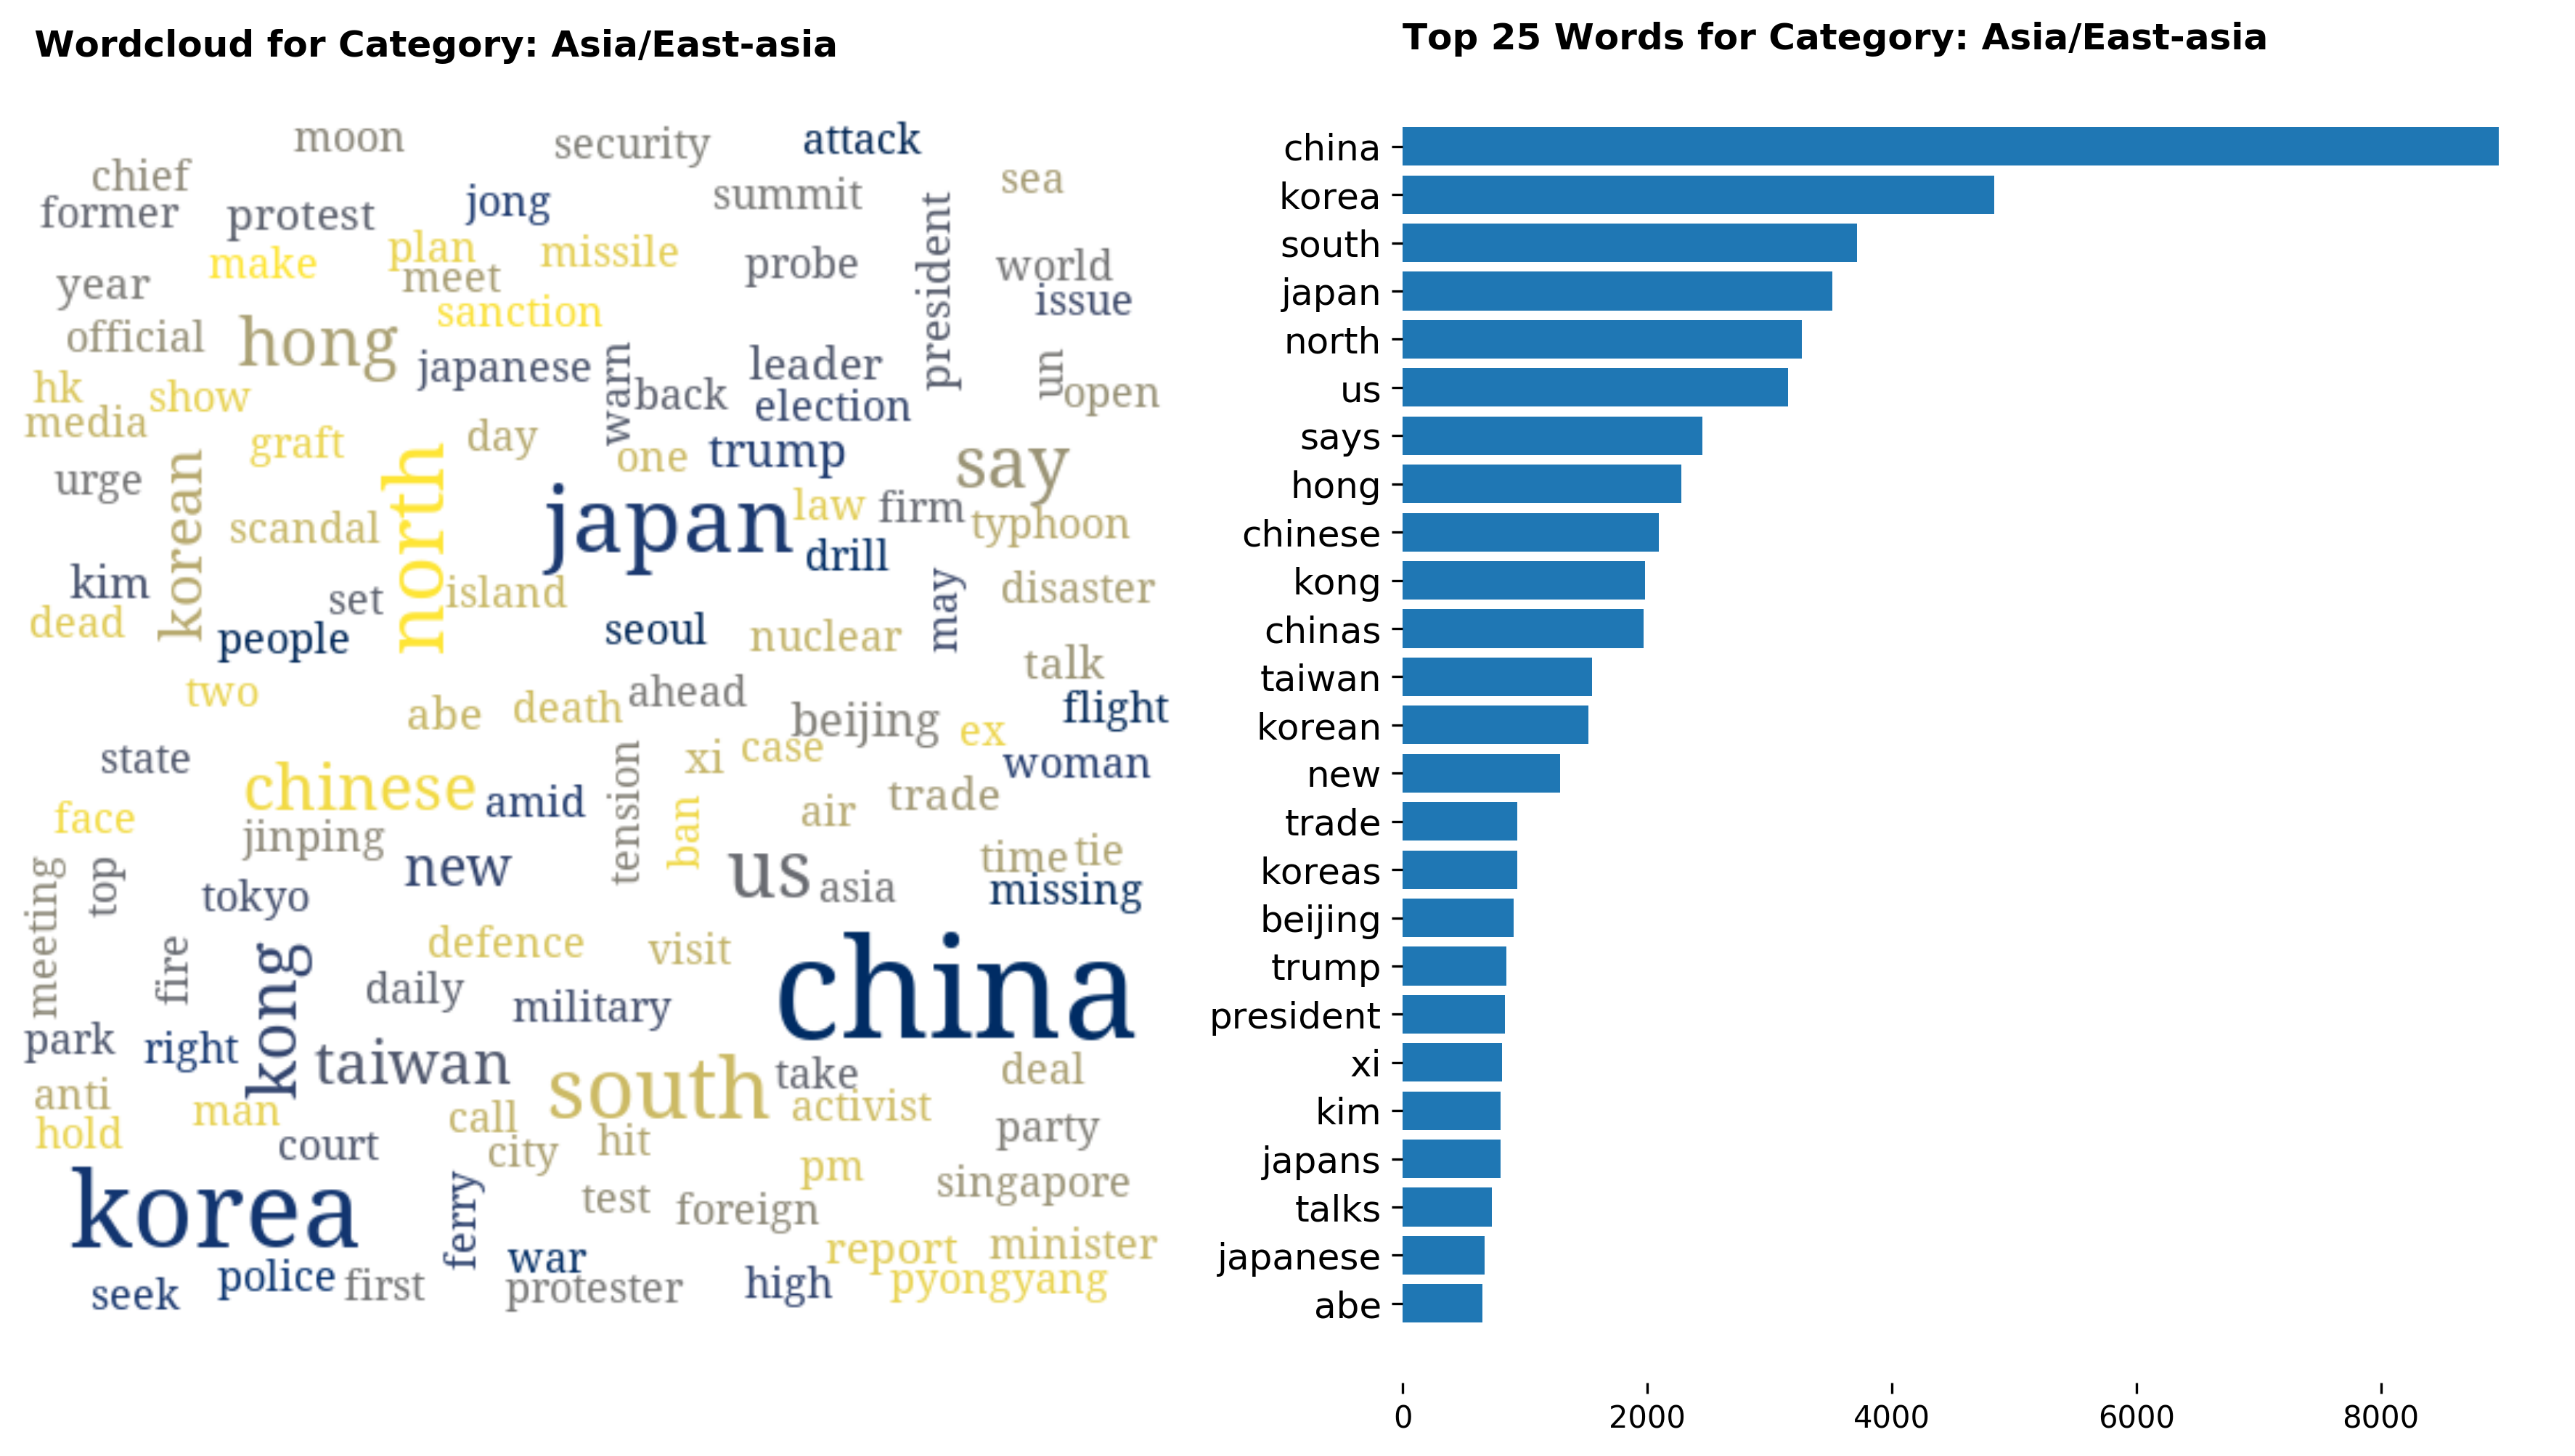 Wordcloud for Category: Asia/East-asia
moon
security
attack
chief
jong
summit
sea
former
protest
president
make
plan
missile
probe
world
year
meet
issue
sanction
official
hong
japanese
warn
leader
un
hk
show
back
election
open
media
graft
day
one
trump
say
urge
korean
north
japan
law
firm
typhoon
scandal
drill
kim
set
island
may
disaster
dead
people
seoul
nuclear
talk
two
abe
death
ahead
beijing
ex
flight
state
tension
xi
case
woman
chinese
amid
ban
air
trade
face
jinping
new
us
time
tie
meeting
top
tokyo
asia
missing
defence
visit
china
fire
kong
daily
military
park
right
taiwan
south
take
deal
anti
man
call
activist
hold
court
city
hit
party
korea
ferry
pm
singapore
test
foreign
report
minister
seek
police
first
war
protester
high
pyongyang
Top 25 Words for Category: Asia/East-asia
china
korea
south
japan
north
us
says
hong
chinese
kong
chinas
taiwan
korean
new
trade
koreas
beijing
trump
president
xi
kim
japans
talks
japanese
abe
0 2000 4000 6000 8000